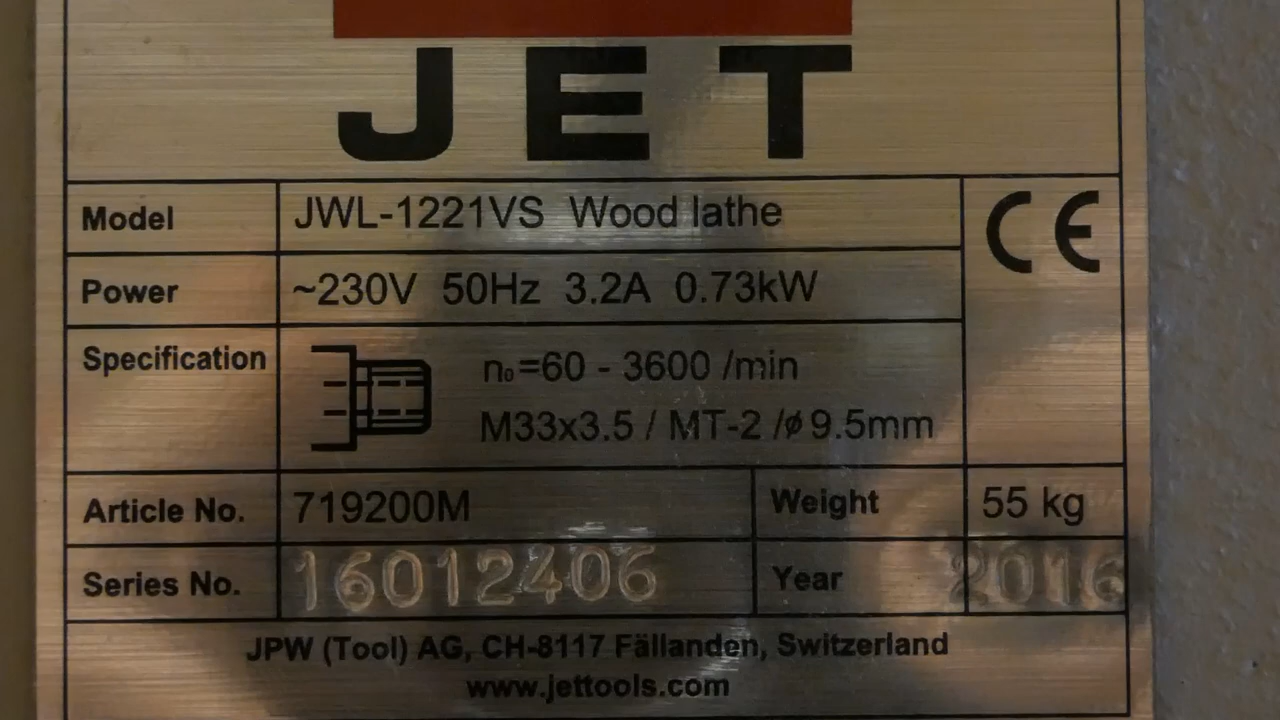 JET
Model JWL-1221VS Wood lathe
CE
Power ~230V 50Hz 3.2A 0.73kW
Specification n₀=60 - 3600 /min
M33x3.5 / MT-2 /ø 9.5mm
Article No. 719200M Weight 55 kg
Series No. 16012406 Year 2016
JPW (Tool) AG, CH-8117 Fällanden, Switzerland
www.jettools.com